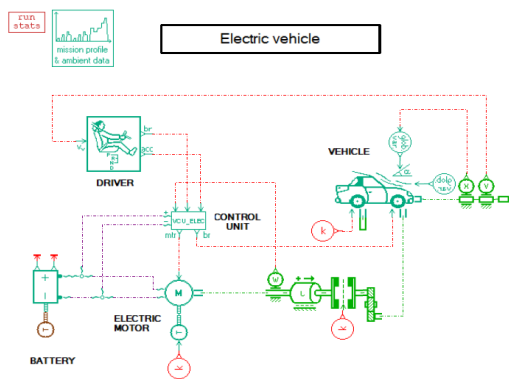 run
stats
mission profile
& ambient data
Electric vehicle
br
acc
DRIVER
VEHICLE
X
V
k
VCU_ELEC
CONTROL
UNIT
mtr
br
W
M
ELECTRIC
MOTOR
T
T
k
k
BATTERY